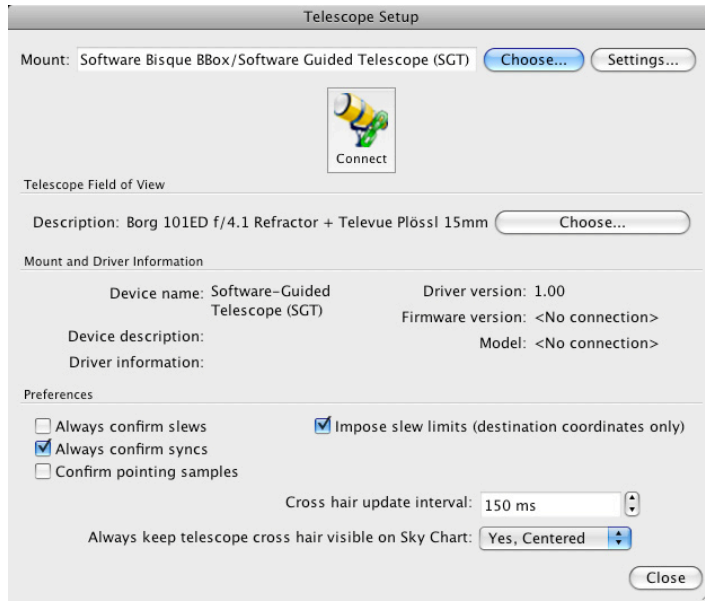 Telescope Setup
Mount: Software Bisque BBox/Software Guided Telescope (SGT) Choose... Settings...
Connect
Telescope Field of View
Description: Borg 101ED f/4.1 Refractor + Televue Plössl 15mm Choose...
Mount and Driver Information
Device name: Software-Guided Telescope (SGT)
Device description:
Driver information:
Driver version: 1.00
Firmware version: <No connection>
Model: <No connection>
Preferences
Always confirm slews
Always confirm syncs
Confirm pointing samples
Impose slew limits (destination coordinates only)
Cross hair update interval: 150 ms
Always keep telescope cross hair visible on Sky Chart: Yes, Centered
Close